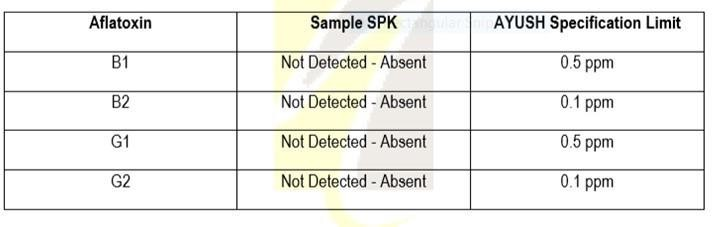 Aflatoxin Sample SPK AYUSH Specification Limit
B1 Not Detected - Absent 0.5 ppm
B2 Not Detected - Absent 0.1 ppm
G1 Not Detected - Absent 0.5 ppm
G2 Not Detected - Absent 0.1 ppm